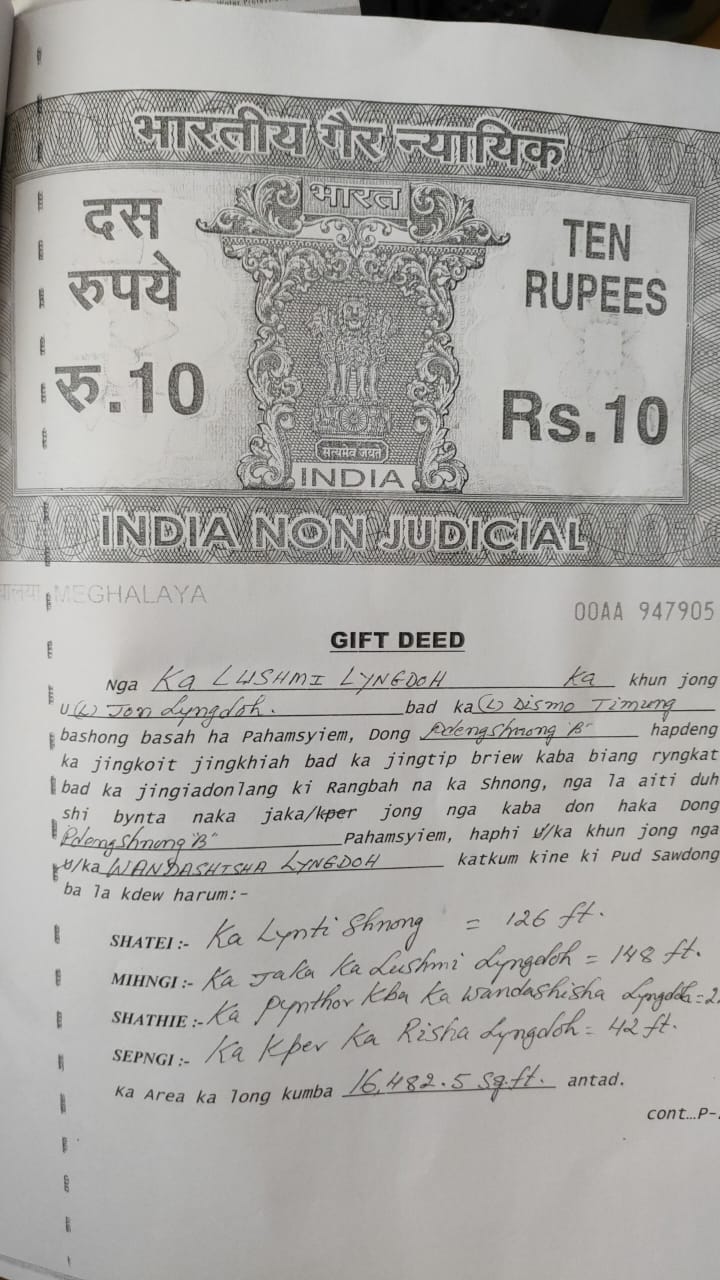 भारतीय गैर न्यायिक
भारत
दस
रुपये
रु.10
TEN
RUPEES
Rs.10
सत्यमेव जयते
INDIA
INDIA NON JUDICIAL
MEGHALAYA
00AA 947905
GIFT DEED
Nga Ka LUSHMI LYNGDOH Ka khun jong
U (L) Jon Lyngdoh. bad ka (L) Dismo Timung
bashong basah ha Pahamsyiem, Dong Pdengshnong "B" hapdeng
ka jingkoit jingkhiah bad ka jingtip briew kaba biang ryngkat
bad ka jingiadonlang ki Rangbah na ka Shnong, nga la aiti duh
shi bynta naka jaka/kper jong nga kaba don haka Dong
Pdengshnong "B" Pahamsyiem, haphi u/ka khun jong nga
u/ka WANDASHISHA LYNGDOH katkum kine ki Pud Sawdong
ba la kdew harum:-
SHATEI :- Ka Lynti Shnong = 126 ft.
MIHNGI :- Ka Jaka Ka Lushmi Lyngdoh = 148 ft.
SHATHIE :- Ka Pynthor Kba Ka Wandashisha Lyngdoh = 2
SEPNGI :- Ka Kper Ka Risha Lyngdoh = 42 ft.
Ka Area ka long kumba 16,482.5 Sq.ft. antad.
cont…P-